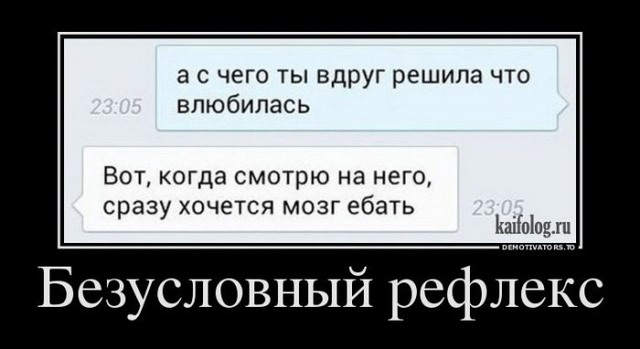 а с чего ты вдруг решила что
23:05 влюбилась
Вот, когда смотрю на него,
сразу хочется мозг ебать 23:05
kaifolog.ru
DEMOTIVATORS.TO
Безусловный рефлекс